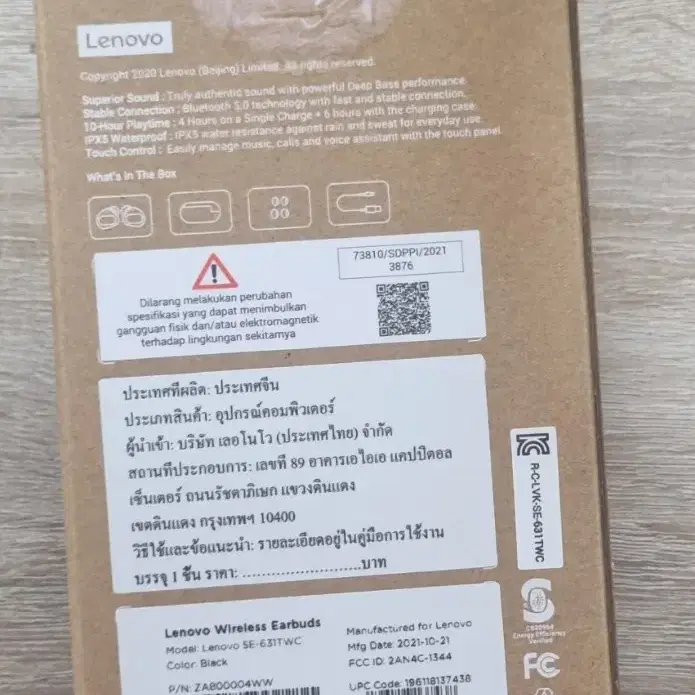 Lenovo
Copyright 2020 Lenovo (Beijing) Limited. All rights reserved.
Superior Sound : Truly authentic sound with powerful Deep Bass performance.
Stable Connection : Bluetooth 5.0 technology with fast and stable connection.
10-Hour Playtime : 4 Hours on a Single Charge + 6 hours with the charging case.
IPX5 Waterproof : IPX5 water resistance against rain and sweat for everyday use.
Touch Control : Easily manage music, calls and voice assistant with the touch panel.
What's In The Box
Dilarang melakukan perubahan
spesifikasi yang dapat menimbulkan
gangguan fisik dan/atau elektromagnetik
terhadap lingkungan sekitarnya
73810/SDPPI/2021
3876
ประเทศที่ผลิต: ประเทศจีน
ประเภทสินค้า: อุปกรณ์คอมพิวเตอร์
ผู้นำเข้า: บริษัท เลอโนโว (ประเทศไทย) จำกัด
สถานที่ประกอบการ: เลขที่ 89 อาคารเอไอเอ แคปปิตอล
เซ็นเตอร์ ถนนรัชดาภิเษก แขวงดินแดง
เขตดินแดง กรุงเทพฯ 10400
วิธีใช้และข้อแนะนำ: รายละเอียดอยู่ในคู่มือการใช้งาน
บรรจุ 1 ชิ้น ราคา: ........................บาท
R-C-LVK-SE-631TWC
Energy Efficiency
Verified
FC
Lenovo Wireless Earbuds
Model: Lenovo SE-631TWC
Color: Black
P/N: ZAB00004WW
Manufactured for Lenovo
Mfg Date: 2021-10-21
FCC ID: 2AN4C-1344
UPC Code: 196118137438